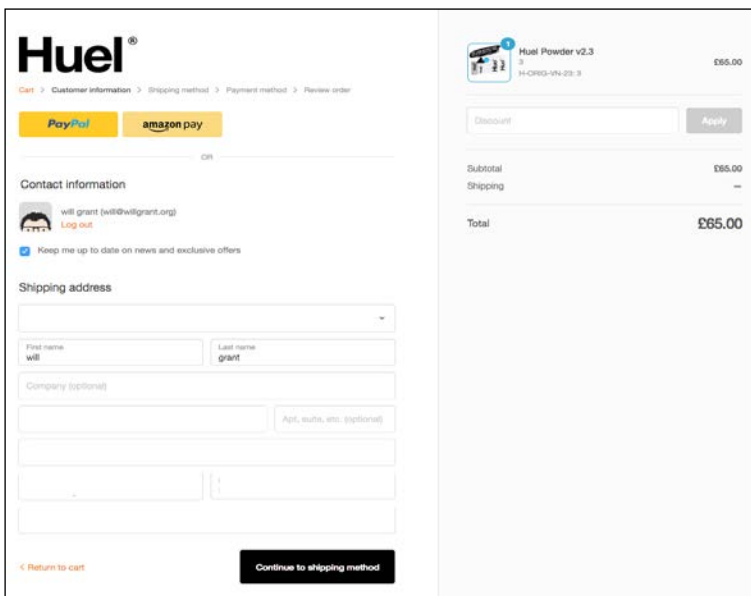 Huel®
Cart > Customer information > Shipping method > Payment method > Review order
PayPal
amazon pay
OR
Contact information
will grant (will@willgrant.org)
Log out
Keep me up to date on news and exclusive offers
Shipping address
First name
will
Last name
grant
Company (optional)
Apt, suite, etc. (optional)
< Return to cart
Continue to shipping method
1
Huel Powder v2.3
3
H-ORIG-VN-23: 3
£65.00
Discount
Apply
Subtotal £65.00
Shipping —
Total £65.00